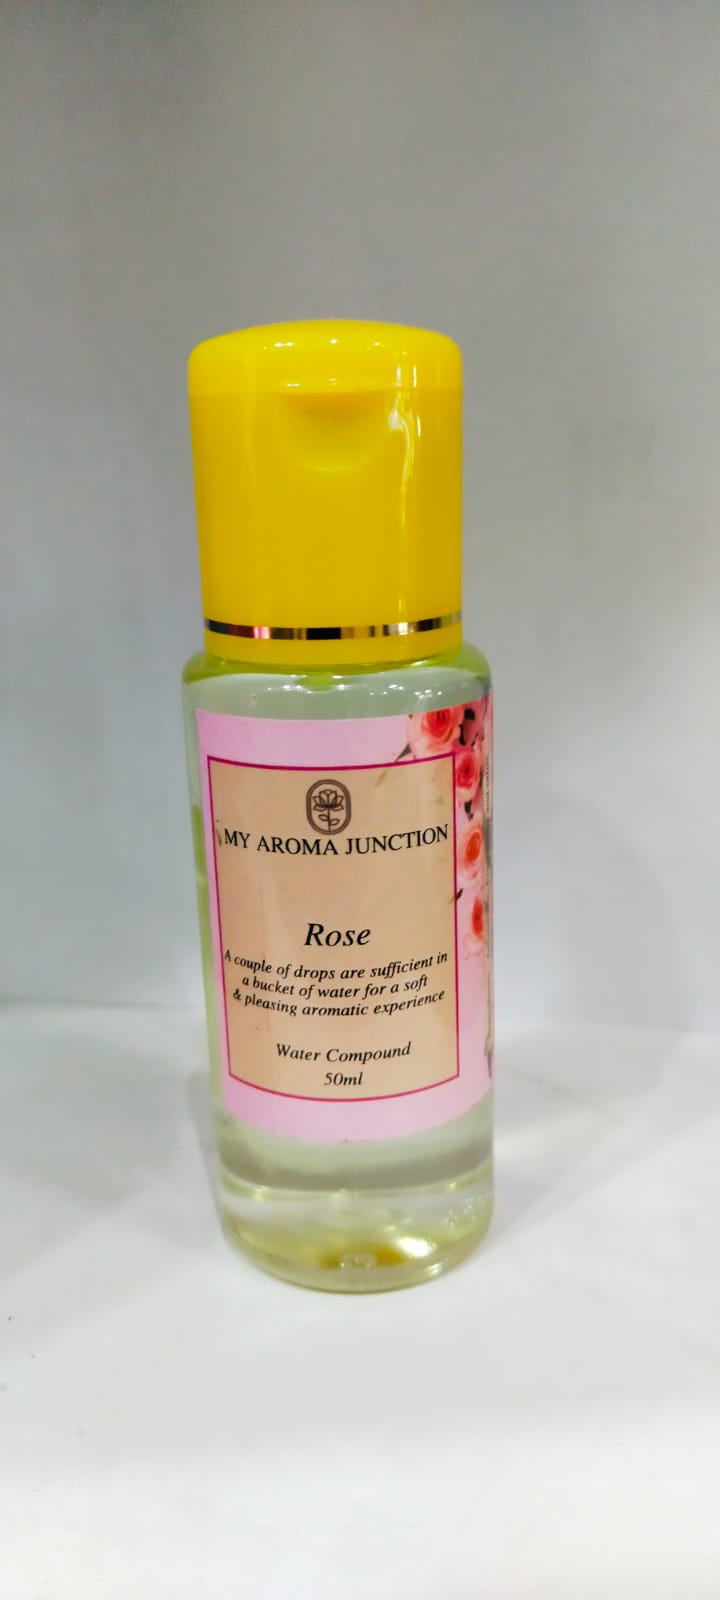 MY AROMA JUNCTION
Rose
A couple of drops are sufficient in
a bucket of water for a soft
& pleasing aromatic experience
Water Compound
50ml